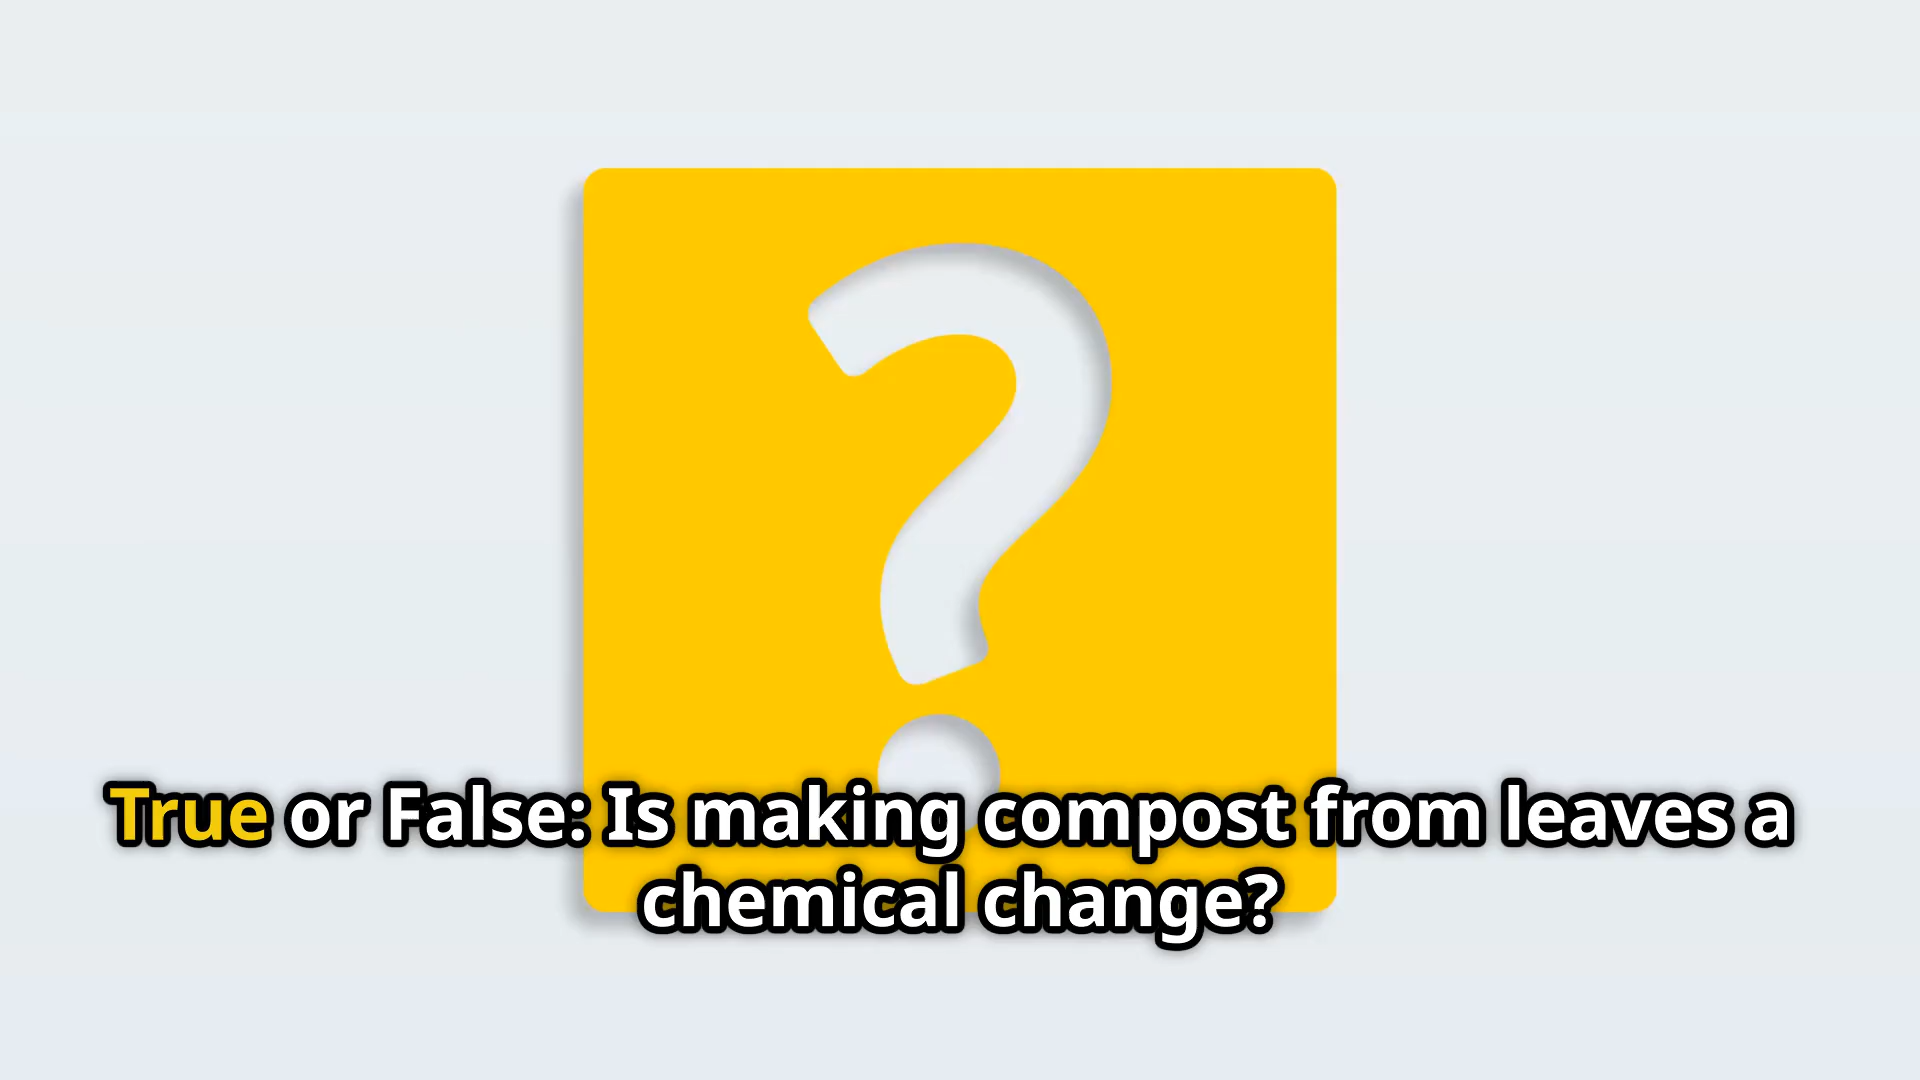 ?
True or False: Is making compost from leaves a
chemical change?